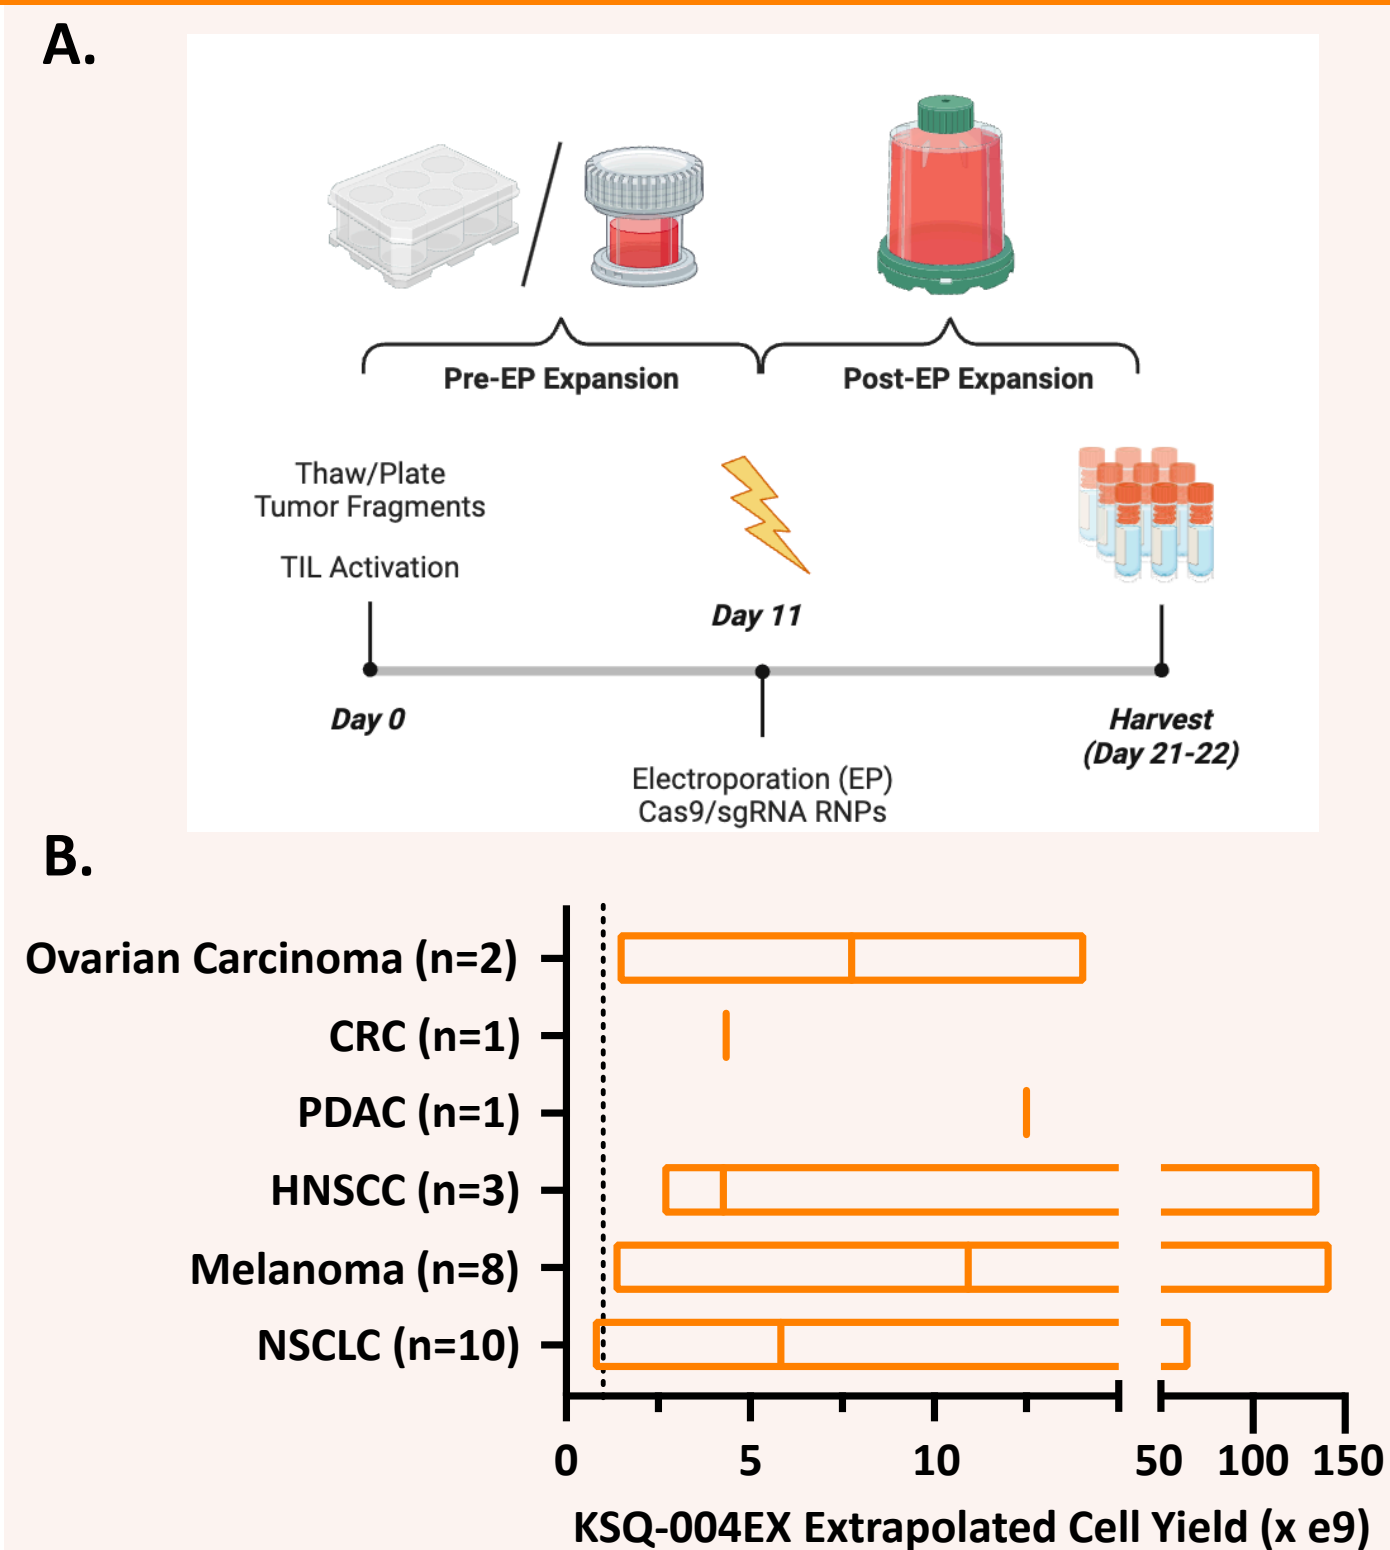 A.
Pre-EP Expansion
Post-EP Expansion
Thaw/Plate
Tumor Fragments
TIL Activation
Day 11
Day 0
Harvest
(Day 21-22)
Electroporation (EP)
Cas9/sgRNA RNPs
B.
Ovarian Carcinoma (n=2)
CRC (n=1)
PDAC (n=1)
HNSCC (n=3)
Melanoma (n=8)
NSCLC (n=10)
0 5 10 50 100 150
KSQ-004EX Extrapolated Cell Yield (x e9)